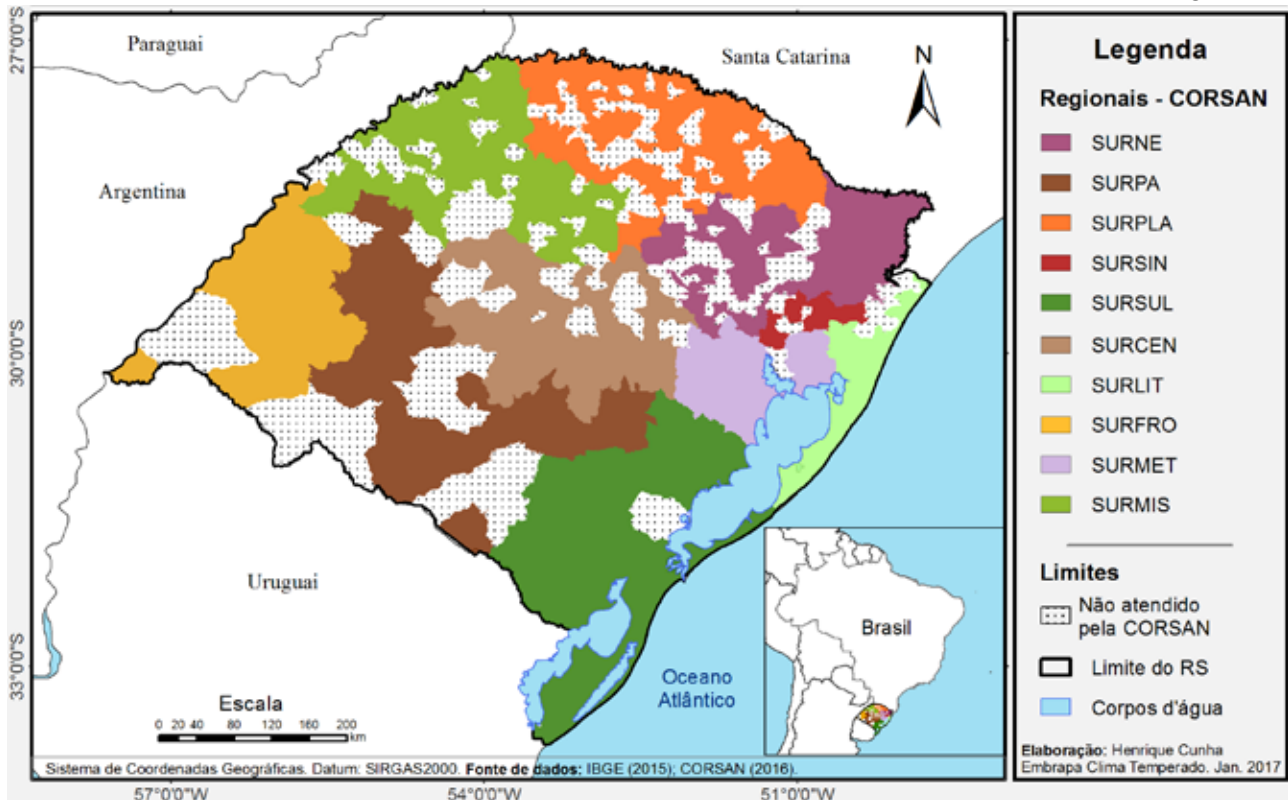 27°0'0"S
30°0'0"S
33°0'0"S
Paraguai
Santa Catarina
N
Argentina
Uruguai
Brasil
Oceano
Atlântico
Escala
0 20 40 80 120 160 200
km
Sistema de Coordenadas Geográficas. Datum: SIRGAS2000. Fonte de dados: IBGE (2015); CORSAN (2016).
57°0'0"W
54°0'0"W
51°0'0"W
Legenda
Regionais - CORSAN
SURNE
SURPA
SURPLA
SURSIN
SURSUL
SURCEN
SURLIT
SURFRO
SURMET
SURMIS
Limites
Não atendido
pela CORSAN
Limite do RS
Corpos d'água
Elaboração: Henrique Cunha
Embrapa Clima Temperado. Jan. 2017